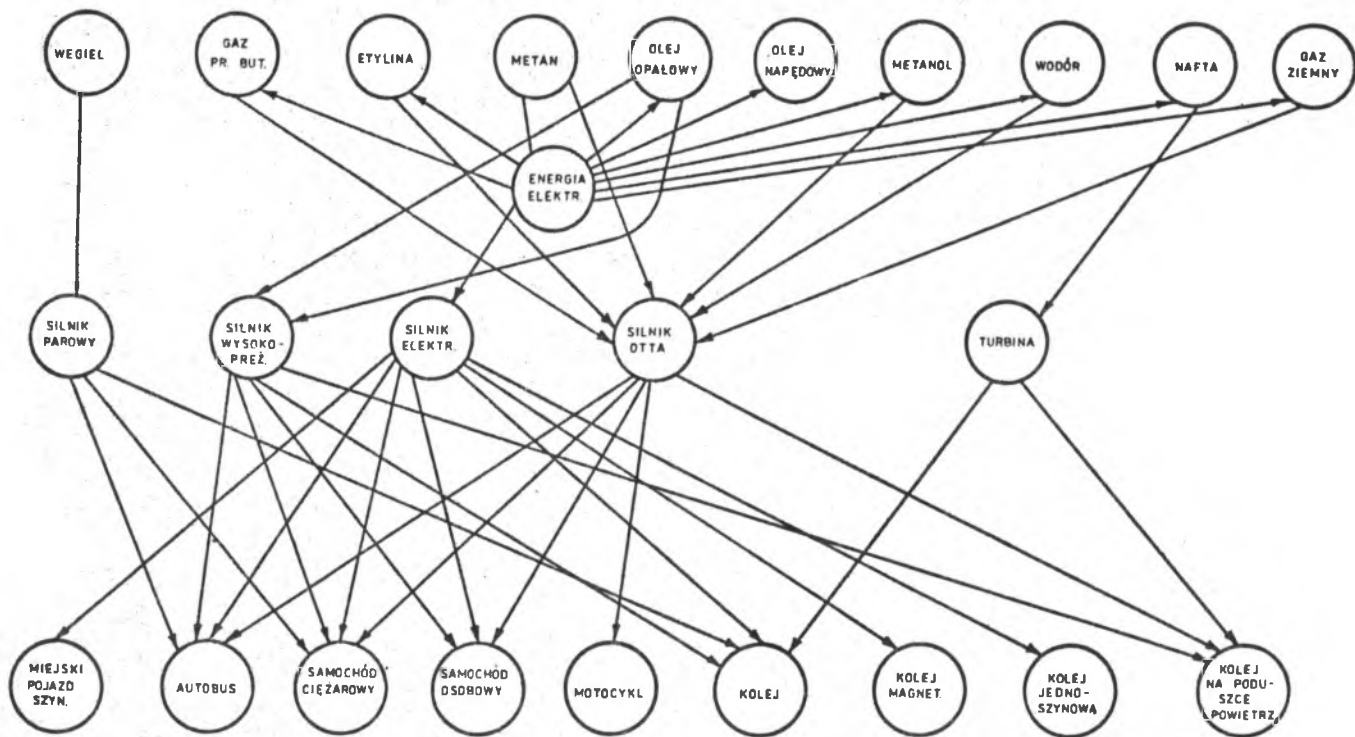 WĘGIEL
GAZ
PR. BUT.
ETYLINA
METAN
OLEJ
OPAŁOWY
OLEJ
NAPĘDOWY
METANOL
WODÓR
NAFTA
GAZ
ZIEMNY
ENERGIA
ELEKTR.
SILNIK
PAROWY
SILNIK
WYSOKO-
PRĘŻ.
SILNIK
ELEKTR.
SILNIK
OTTA
TURBINA
MIEJSKI
POJAZD
SZYN.
AUTOBUS
SAMOCHÓD
CIĘŻAROWY
SAMOCHÓD
OSOBOWY
MOTOCYKL
KOLEJ
KOLEJ
MAGNET.
KOLEJ
JEDNO-
SZYNOWĄ
KOLEJ
NA PODU-
SZCE
POWIETRZ.